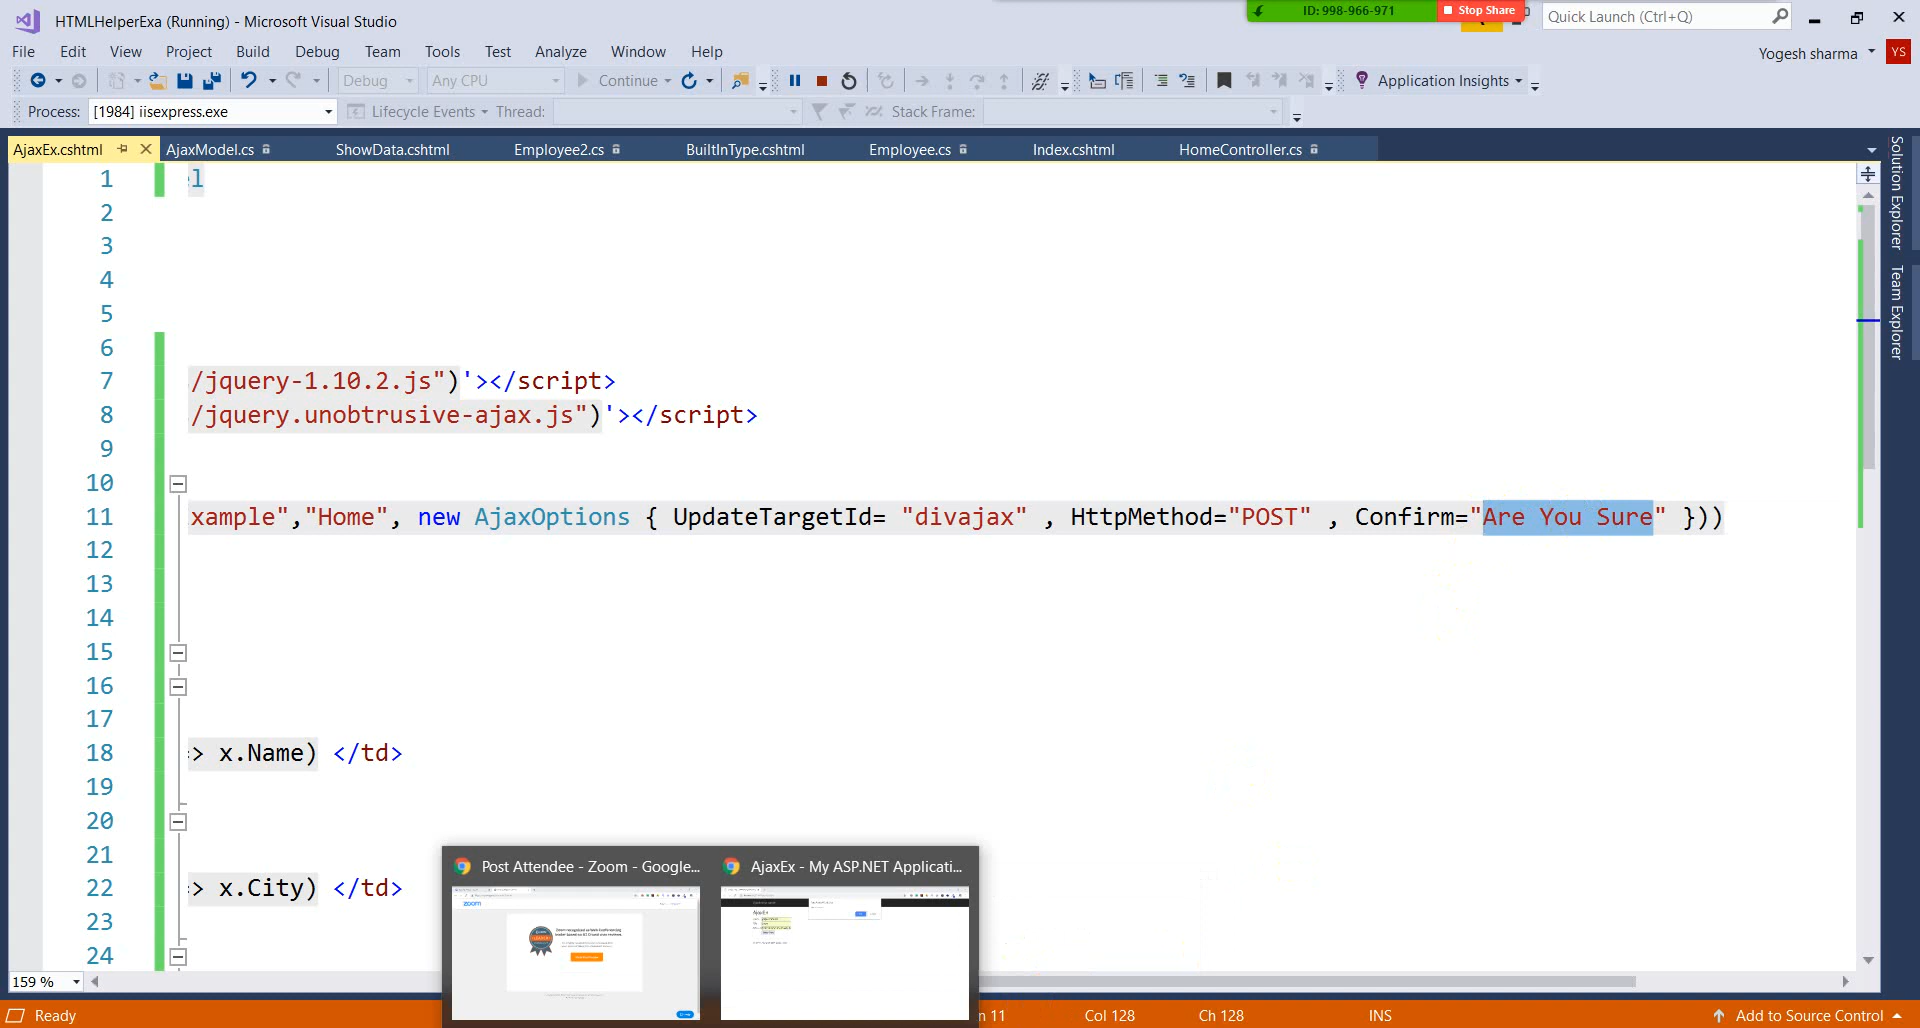 HTMLHelperExa (Running) - Microsoft Visual Studio
ID: 998-966-971
Stop Share
Quick Launch (Ctrl+Q)
File Edit View Project Build Debug Team Tools Test Analyze Window Help
Yogesh sharma YS
Debug Any CPU Continue Application Insights
Process: [1984] iisexpress.exe Lifecycle Events Thread: Stack Frame:
AjaxEx.cshtml AjaxModel.cs ShowData.cshtml Employee2.cs BuiltInType.cshtml Employee.cs Index.cshtml HomeController.cs
Solution Explorer
Team Explorer
1 l
2
3
4
5
6
7 /jquery-1.10.2.js")'></script>
8 /jquery.unobtrusive-ajax.js")'></script>
9
10
11 xample","Home", new AjaxOptions { UpdateTargetId= "divajax" , HttpMethod="POST" , Confirm="Are You Sure" }))
12
13
14
15
16
17
18 > x.Name) </td>
19
20
21
22 > x.City) </td>
23
24
Post Attendee - Zoom - Google...
AjaxEx - My ASP.NET Applicati...
zoom
AjaxEx
159 %
Ready
n 11 Col 128 Ch 128 INS Add to Source Control